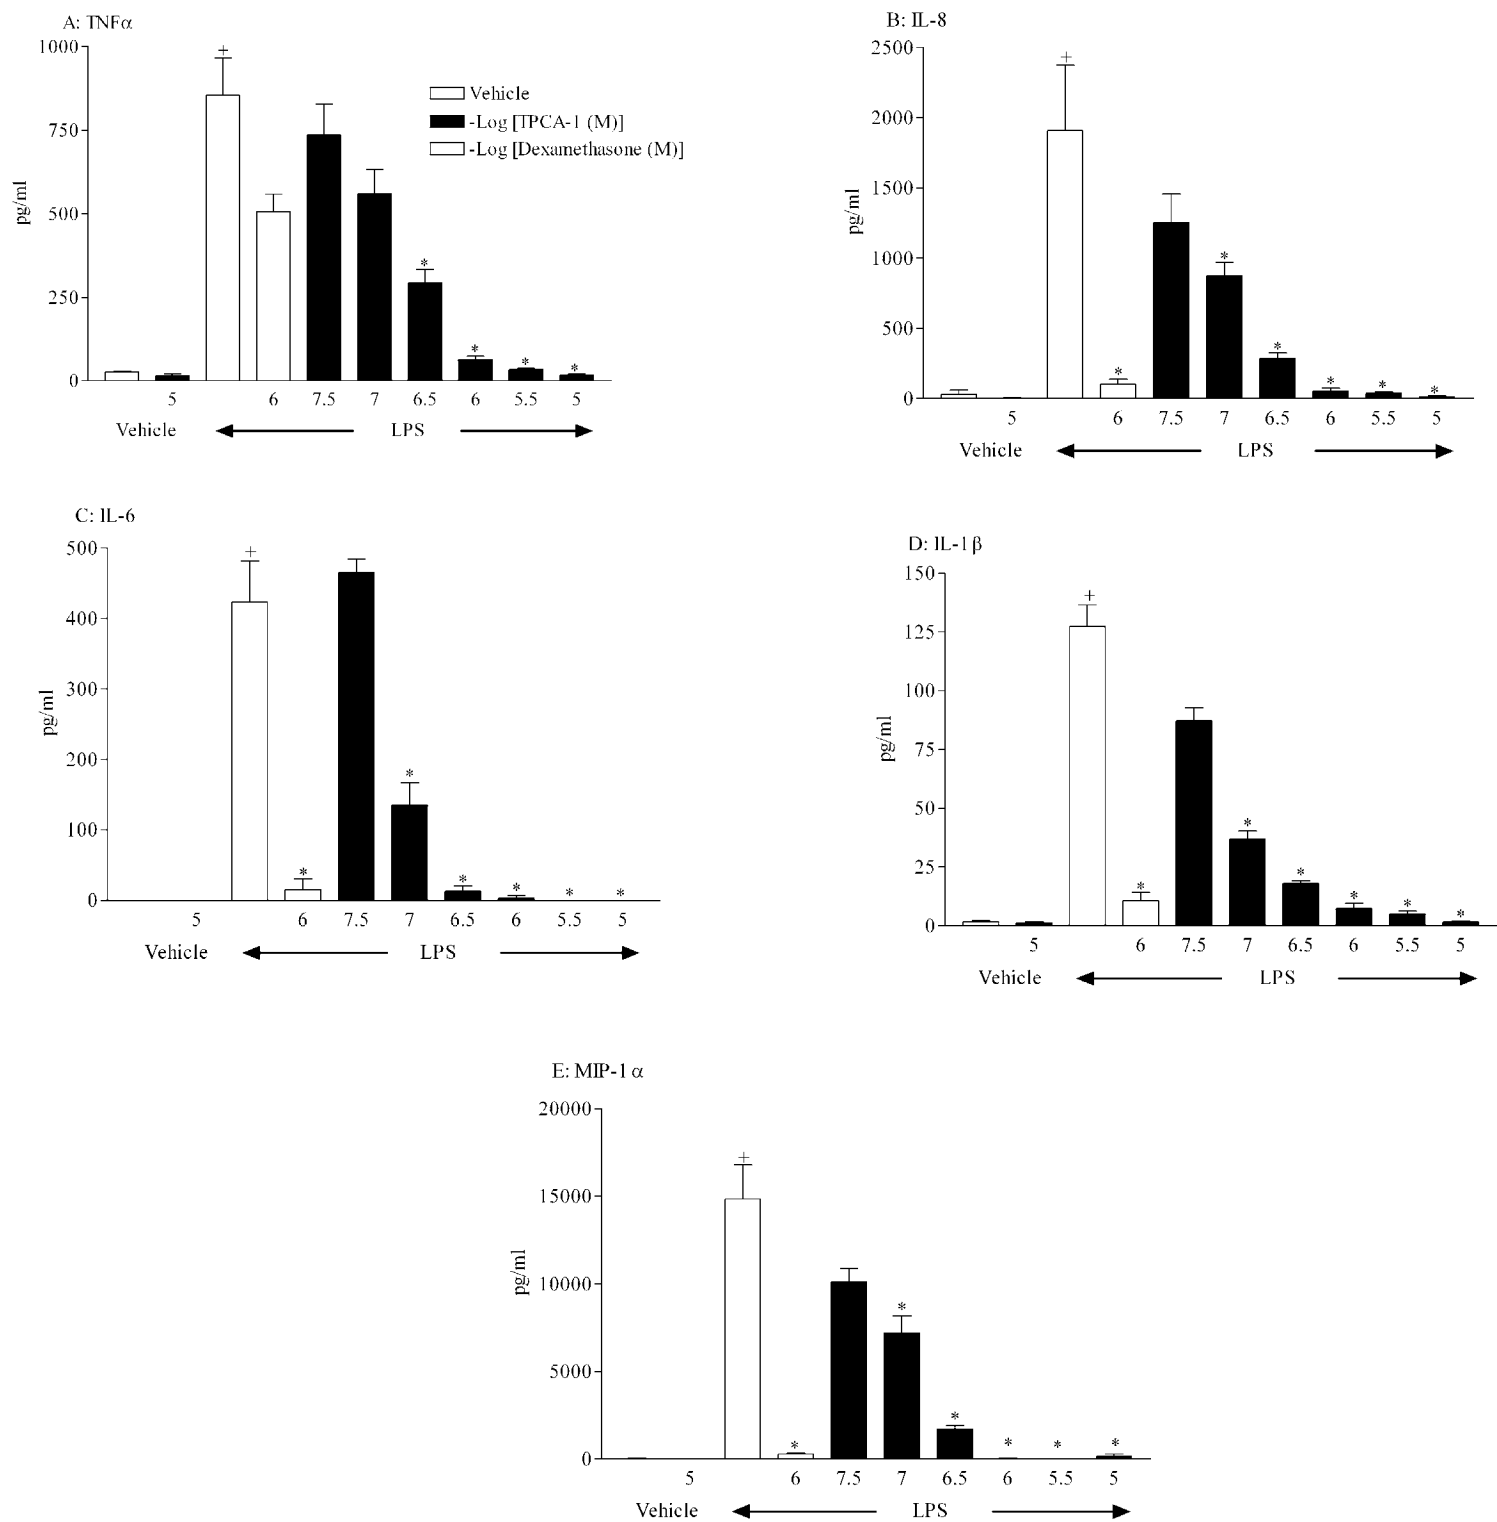 A: TNFα
1000
750
500
250
0
pg/ml
+
* * * *
Vehicle
-Log [TPCA-1 (M)]
-Log [Dexamethasone (M)]
5 6 7.5 7 6.5 6 5.5 5
Vehicle LPS
B: IL-8
2500
2000
1500
1000
500
0
pg/ml
+
* * * * * *
5 6 7.5 7 6.5 6 5.5 5
Vehicle LPS
C: IL-6
500
400
300
200
100
0
pg/ml
+
* * * * * *
5 6 7.5 7 6.5 6 5.5 5
Vehicle LPS
D: IL-1β
150
125
100
75
50
25
0
pg/ml
+
* * * * * *
5 6 7.5 7 6.5 6 5.5 5
Vehicle LPS
E: MIP-1α
20000
15000
10000
5000
0
pg/ml
+
* * * * * *
5 6 7.5 7 6.5 6 5.5 5
Vehicle LPS